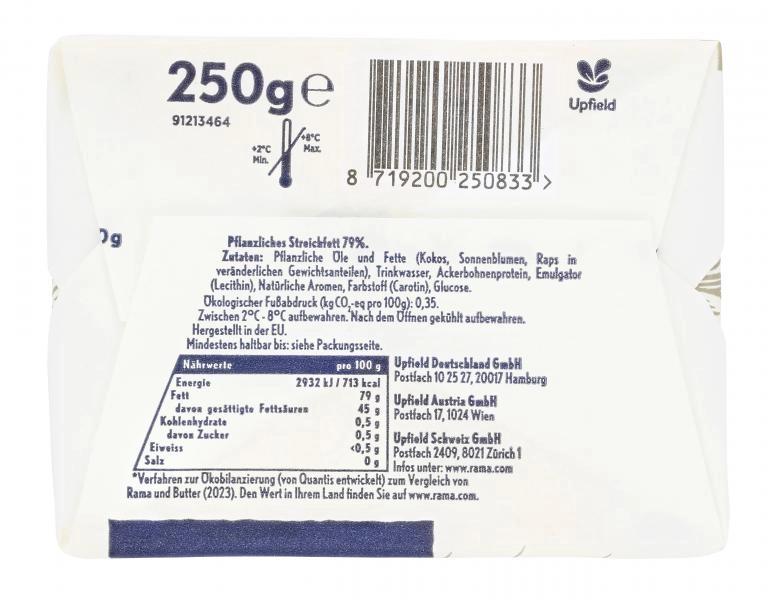 250g e
Upfield
91213464
+2°C
Min.
+8°C
Max.
8 719200 250833 >
0g
Pflanzliches Streichfett 79%.
Zutaten: Pflanzliche Öle und Fette (Kokos, Sonnenblumen, Raps in
veränderlichen Gewichtsanteilen), Trinkwasser, Ackerbohnenprotein, Emulgator
(Lecithin), Natürliche Aromen, Farbstoff (Carotin), Glucose.
Ökologischer Fußabdruck (kg CO₂-eq pro 100g): 0,35.
Zwischen 2°C - 8°C aufbewahren. Nach dem Öffnen gekühlt aufbewahren.
Hergestellt in der EU.
Mindestens haltbar bis: siehe Packungsseite.
Nährwerte pro 100 g
Energie 2932 kJ / 713 kcal
Fett 79 g
davon gesättigte Fettsäuren 45 g
Kohlenhydrate 0,5 g
davon Zucker 0,5 g
Eiweiss <0,5 g
Salz 0 g
Upfield Deutschland GmbH
Postfach 10 25 27, 20017 Hamburg
Upfield Austria GmbH
Postfach 17, 1024 Wien
Upfield Schweiz GmbH
Postfach 2409, 8021 Zürich 1
Infos unter: www.rama.com
*Verfahren zur Ökobilanzierung (von Quantis entwickelt) zum Vergleich von
Rama und Butter (2023). Den Wert in Ihrem Land finden Sie auf www.rama.com.